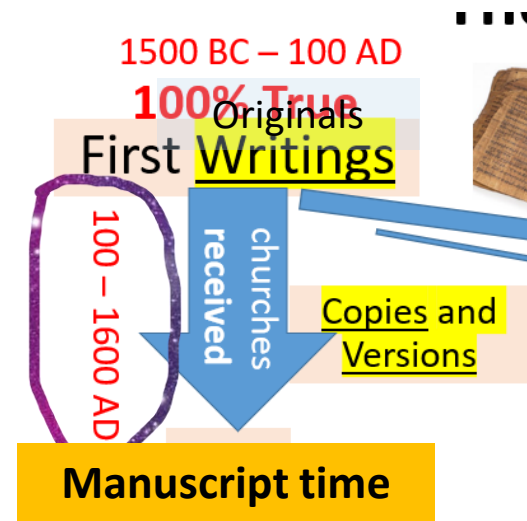 1500 BC – 100 AD
100% True
Originals
First Writings
100 – 1600 AD
churches
received
Copies and
Versions
Manuscript time